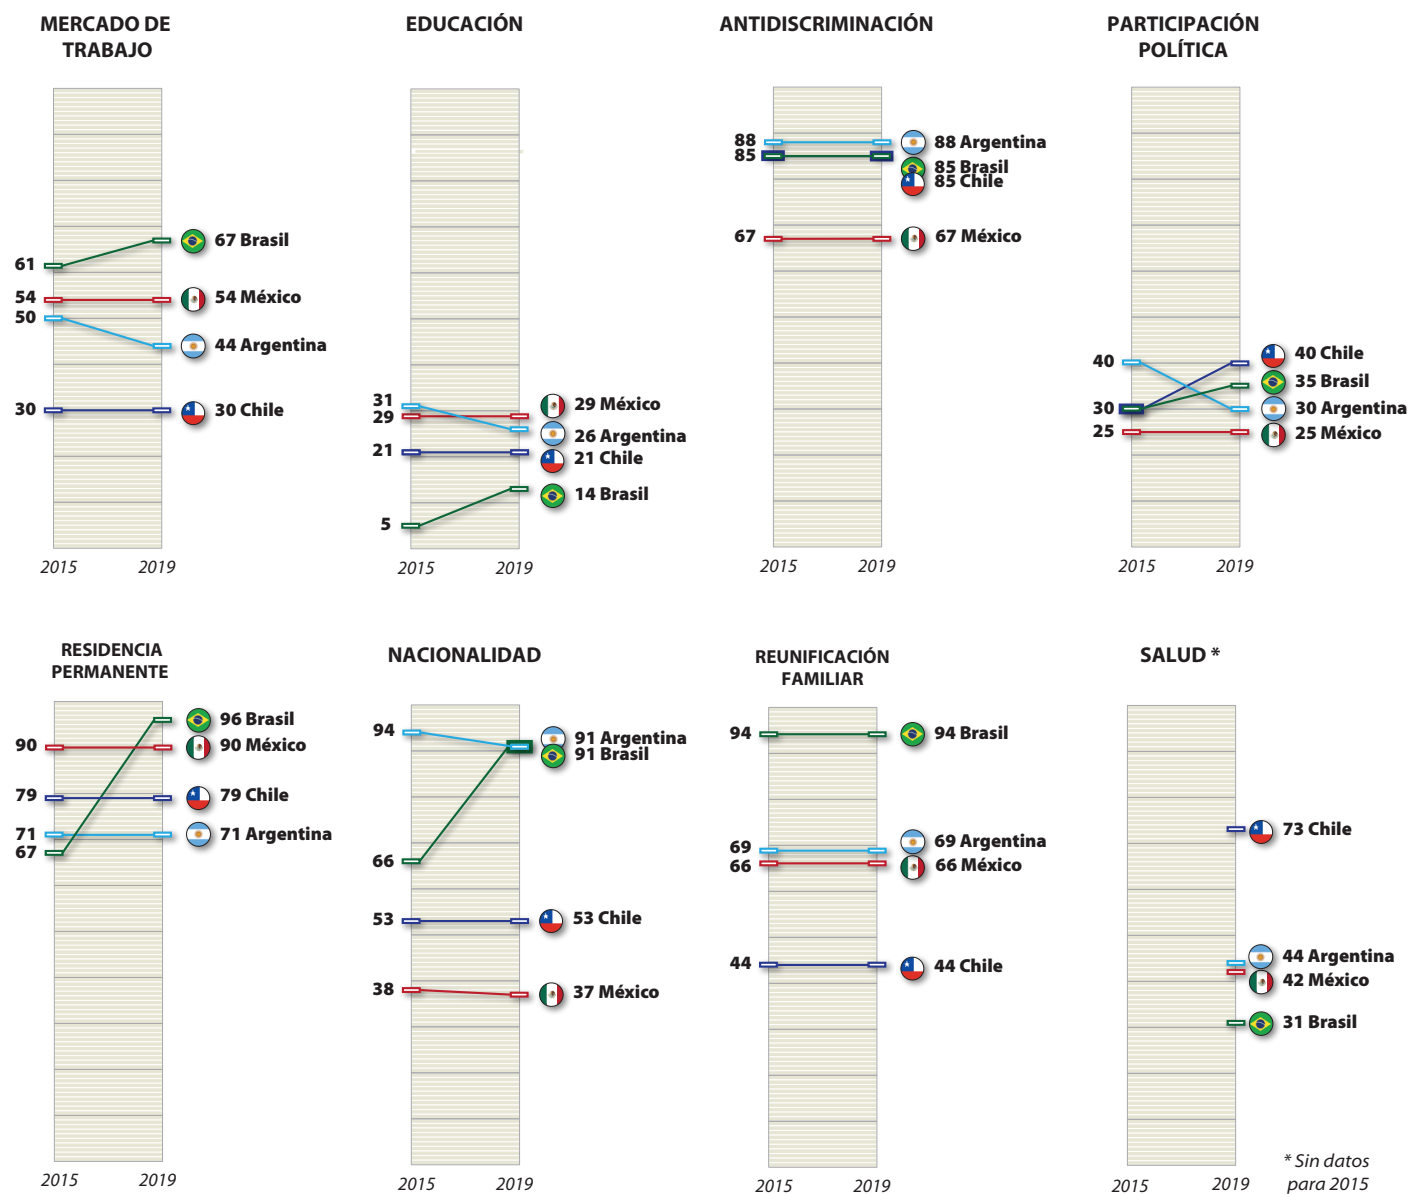 MERCADO DE
TRABAJO
61
54
50
30
67 Brasil
54 México
44 Argentina
30 Chile
2015
2019
EDUCACIÓN
31
29
21
5
29 México
26 Argentina
21 Chile
14 Brasil
2015
2019
ANTIDISCRIMINACIÓN
88
85
67
88 Argentina
85 Brasil
85 Chile
67 México
2015
2019
PARTICIPACIÓN
POLÍTICA
40
30
25
40 Chile
35 Brasil
30 Argentina
25 México
2015
2019
RESIDENCIA
PERMANENTE
90
79
71
67
96 Brasil
90 México
79 Chile
71 Argentina
2015
2019
NACIONALIDAD
94
66
53
38
91 Argentina
91 Brasil
53 Chile
37 México
2015
2019
REUNIFICACIÓN
FAMILIAR
94
69
66
44
94 Brasil
69 Argentina
66 México
44 Chile
2015
2019
SALUD *
73 Chile
44 Argentina
42 México
31 Brasil
2015
2019
* Sin datos
para 2015